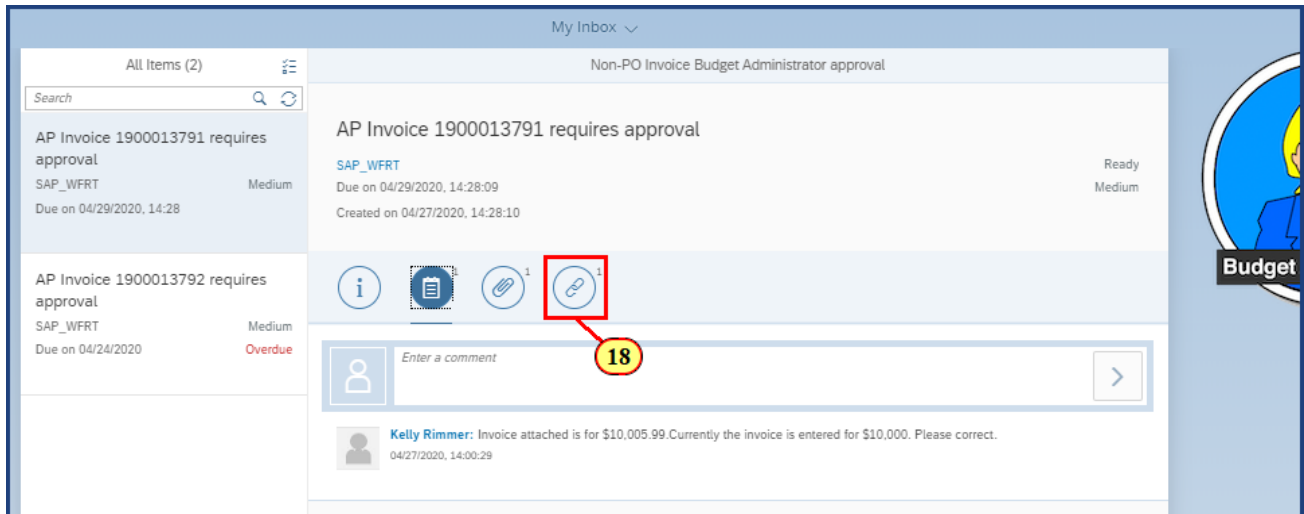 My Inbox
All Items (2)
Search
AP Invoice 1900013791 requires
approval
SAP_WFRT Medium
Due on 04/29/2020, 14:28
AP Invoice 1900013792 requires
approval
SAP_WFRT Medium
Due on 04/24/2020 Overdue
Non-PO Invoice Budget Administrator approval
AP Invoice 1900013791 requires approval
SAP_WFRT Ready
Due on 04/29/2020, 14:28:09 Medium
Created on 04/27/2020, 14:28:10
i 1 1 1
18
Enter a comment
Kelly Rimmer: Invoice attached is for $10,005.99.Currently the invoice is entered for $10,000. Please correct.
04/27/2020, 14:00:29
Budget